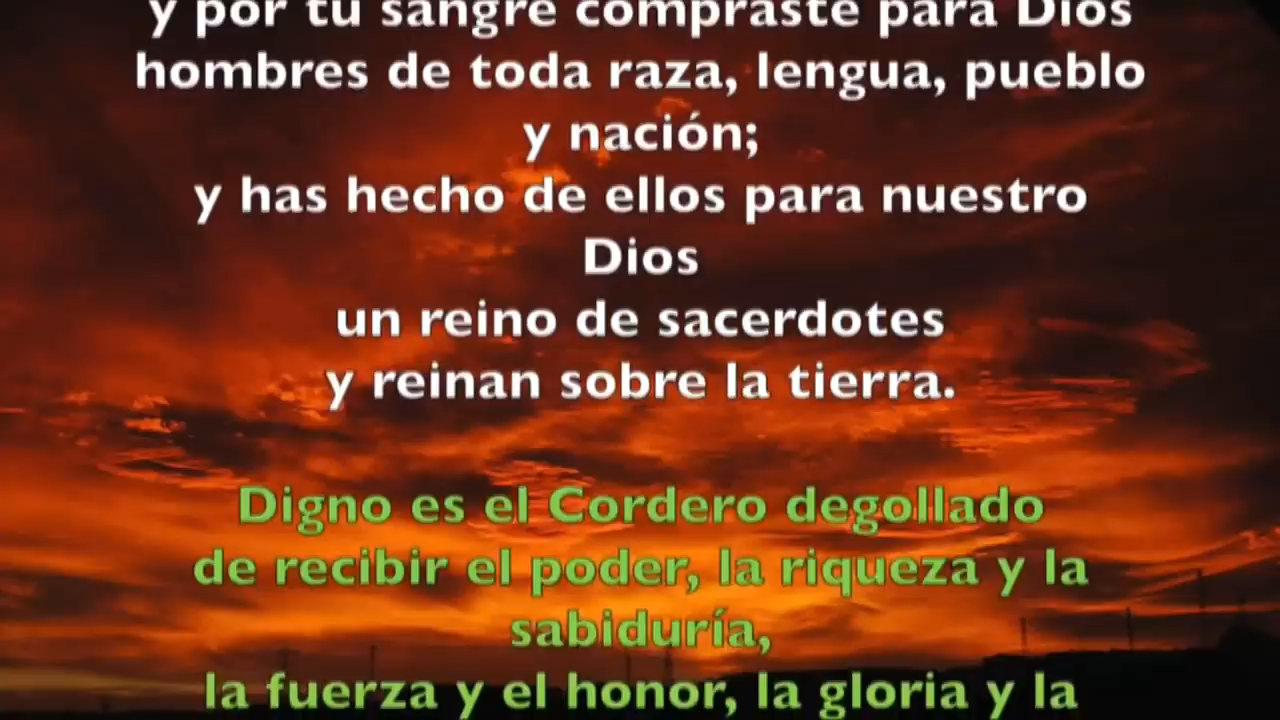 y por tu sangre compraste para Dios
hombres de toda raza, lengua, pueblo
y nación;
y has hecho de ellos para nuestro
Dios
un reino de sacerdotes
y reinan sobre la tierra.
Digno es el Cordero degollado
de recibir el poder, la riqueza y la
sabiduría,
la fuerza y el honor, la gloria y la